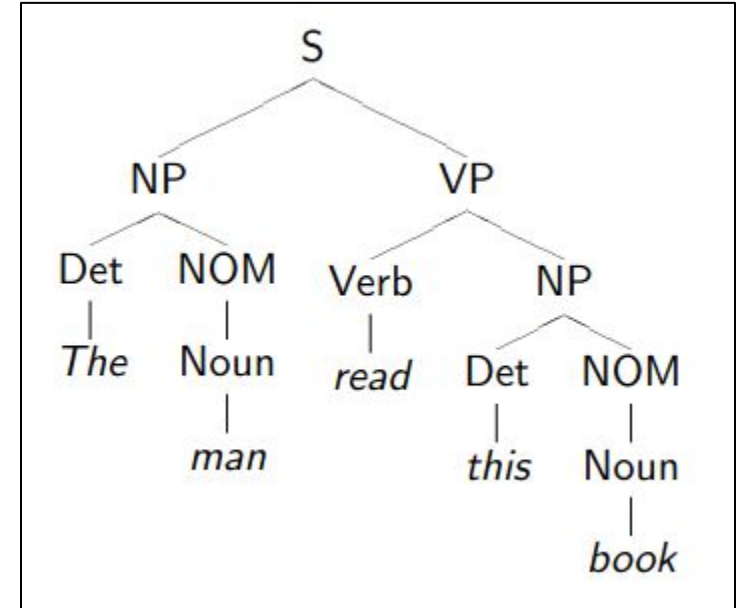 S
NP VP
Det NOM Verb NP
The Noun read Det NOM
man this Noun
book